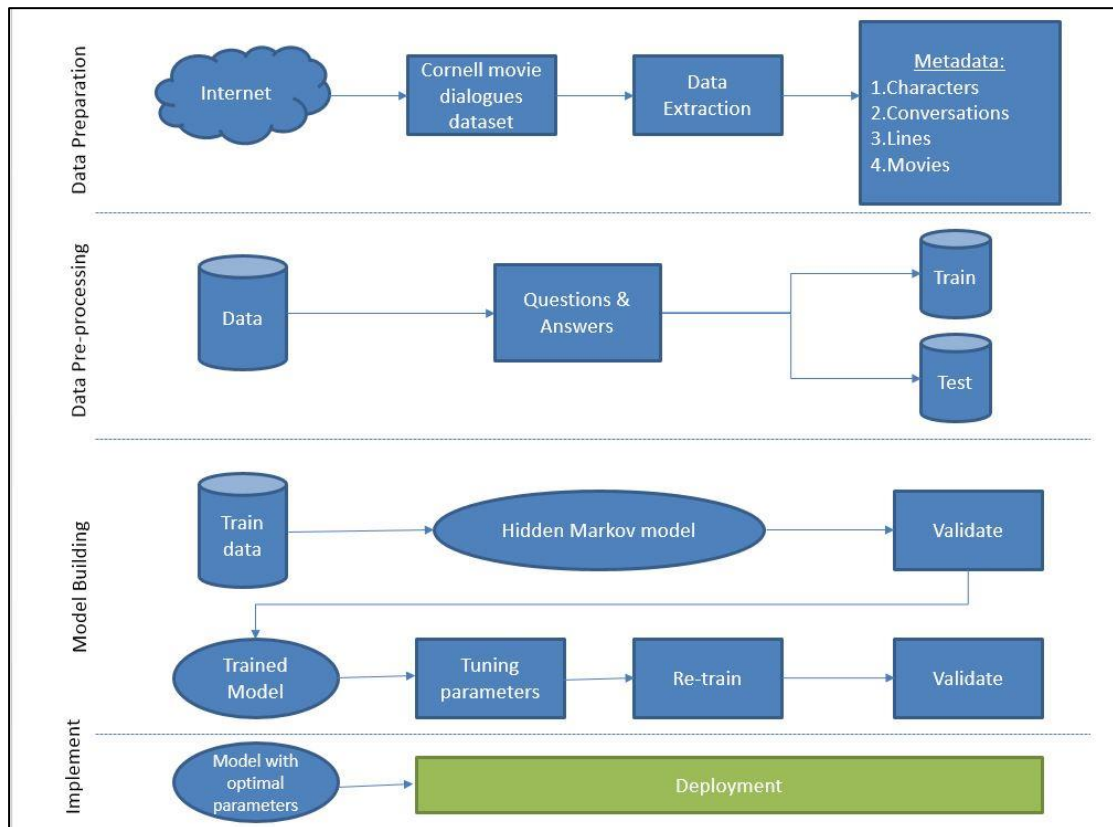 Data Preparation
Internet
Cornell movie
dialogues
dataset
Data
Extraction
Metadata:
1.Characters
2.Conversations
3.Lines
4.Movies
Data Pre-processing
Data
Questions &
Answers
Train
Test
Model Building
Train
data
Hidden Markov model
Validate
Trained
Model
Tuning
parameters
Re-train
Validate
Implement
Model with
optimal
parameters
Deployment